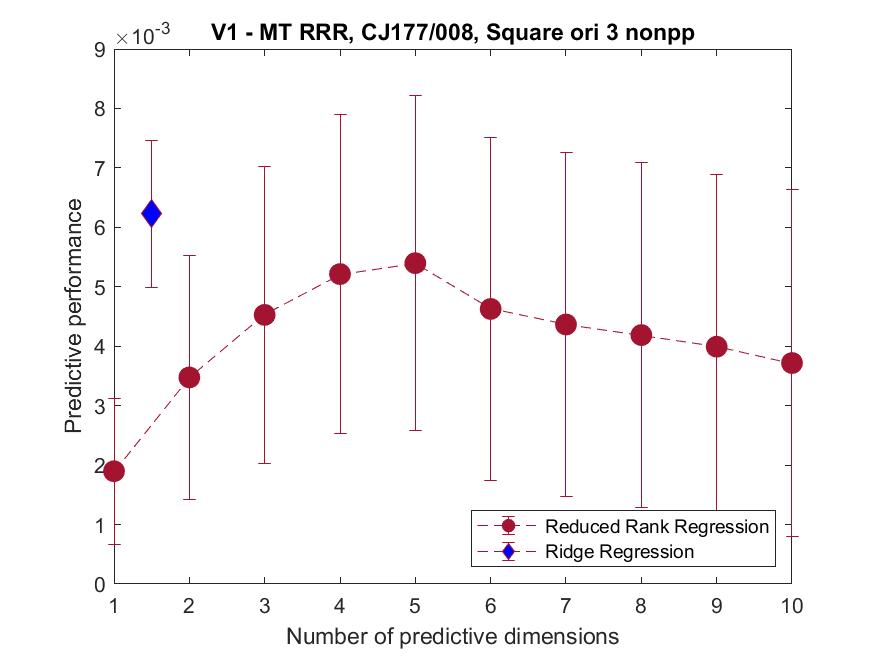 V1 - MT RRR, CJ177/008, Square ori 3 nonpp
×10-3
9
8
7
6
5
4
3
2
1
0
Predictive performance
1 2 3 4 5 6 7 8 9 10
Number of predictive dimensions
Reduced Rank Regression
Ridge Regression